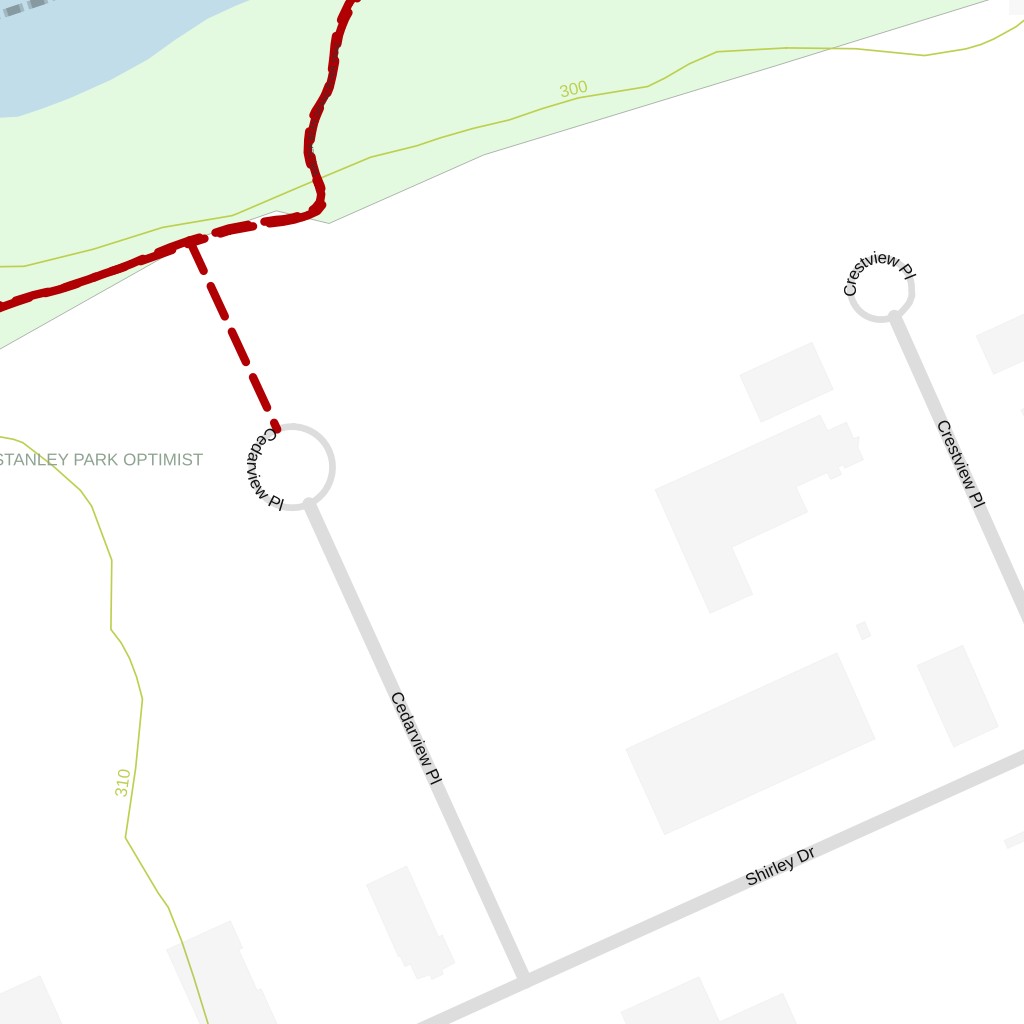 300
Crestview Pl
Crestview Pl
Cedarview Pl
STANLEY PARK OPTIMIST
Cedarview Pl
310
Shirley Dr